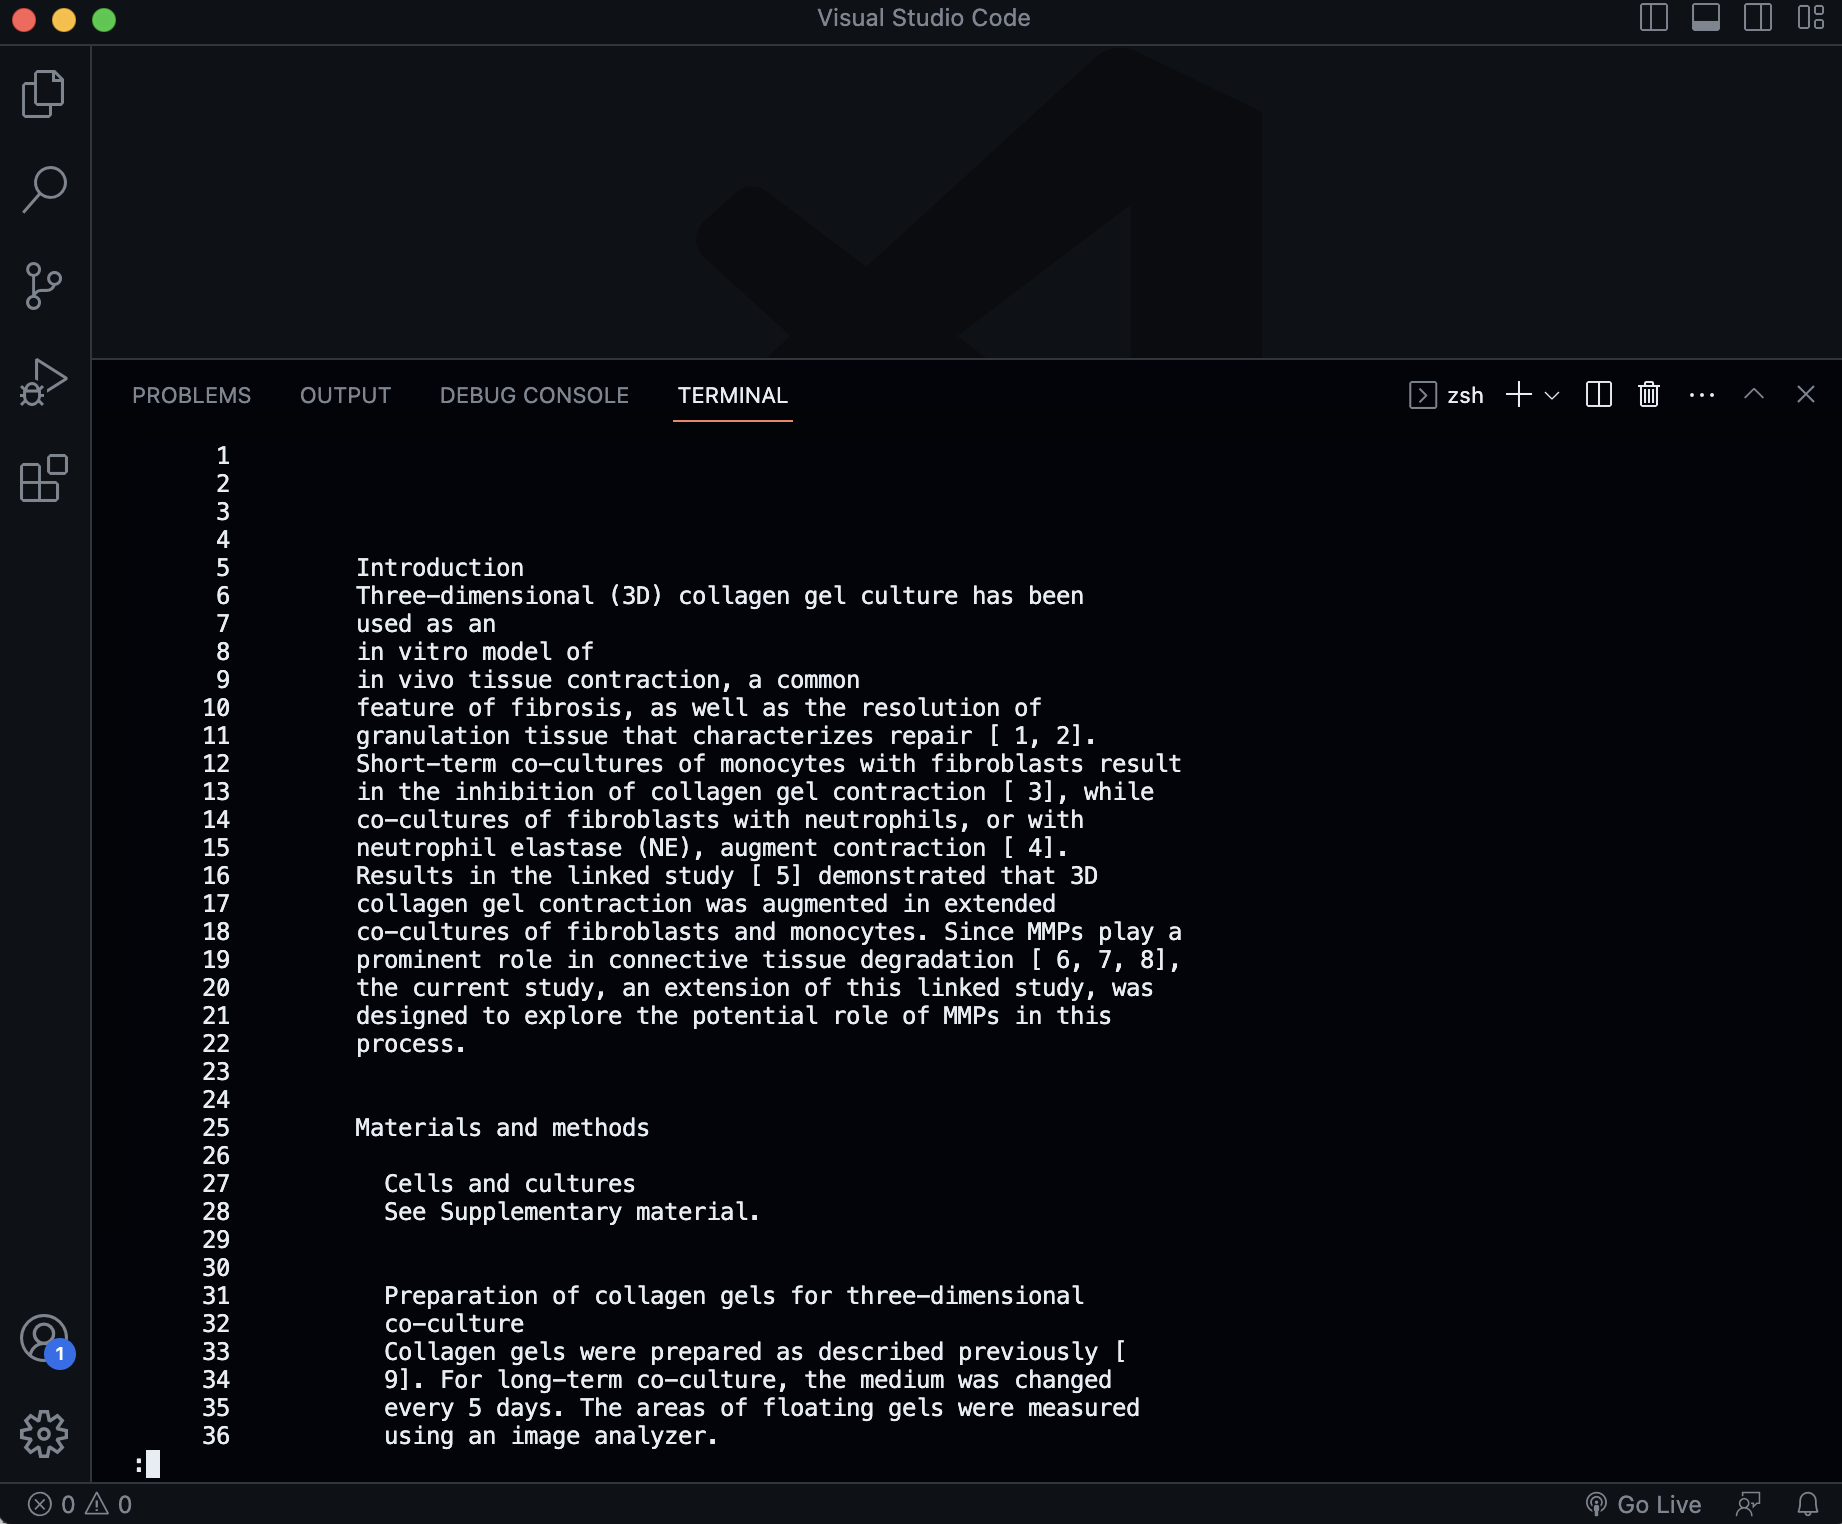 Visual Studio Code
PROBLEMS OUTPUT DEBUG CONSOLE TERMINAL zsh
1
2
3
4
5 Introduction
6 Three-dimensional (3D) collagen gel culture has been
7 used as an
8 in vitro model of
9 in vivo tissue contraction, a common
10 feature of fibrosis, as well as the resolution of
11 granulation tissue that characterizes repair [ 1, 2].
12 Short-term co-cultures of monocytes with fibroblasts result
13 in the inhibition of collagen gel contraction [ 3], while
14 co-cultures of fibroblasts with neutrophils, or with
15 neutrophil elastase (NE), augment contraction [ 4].
16 Results in the linked study [ 5] demonstrated that 3D
17 collagen gel contraction was augmented in extended
18 co-cultures of fibroblasts and monocytes. Since MMPs play a
19 prominent role in connective tissue degradation [ 6, 7, 8],
20 the current study, an extension of this linked study, was
21 designed to explore the potential role of MMPs in this
22 process.
23
24
25 Materials and methods
26
27 Cells and cultures
28 See Supplementary material.
29
30
31 Preparation of collagen gels for three-dimensional
32 co-culture
33 Collagen gels were prepared as described previously [
34 9]. For long-term co-culture, the medium was changed
35 every 5 days. The areas of floating gels were measured
36 using an image analyzer.
:
1
0 0 Go Live